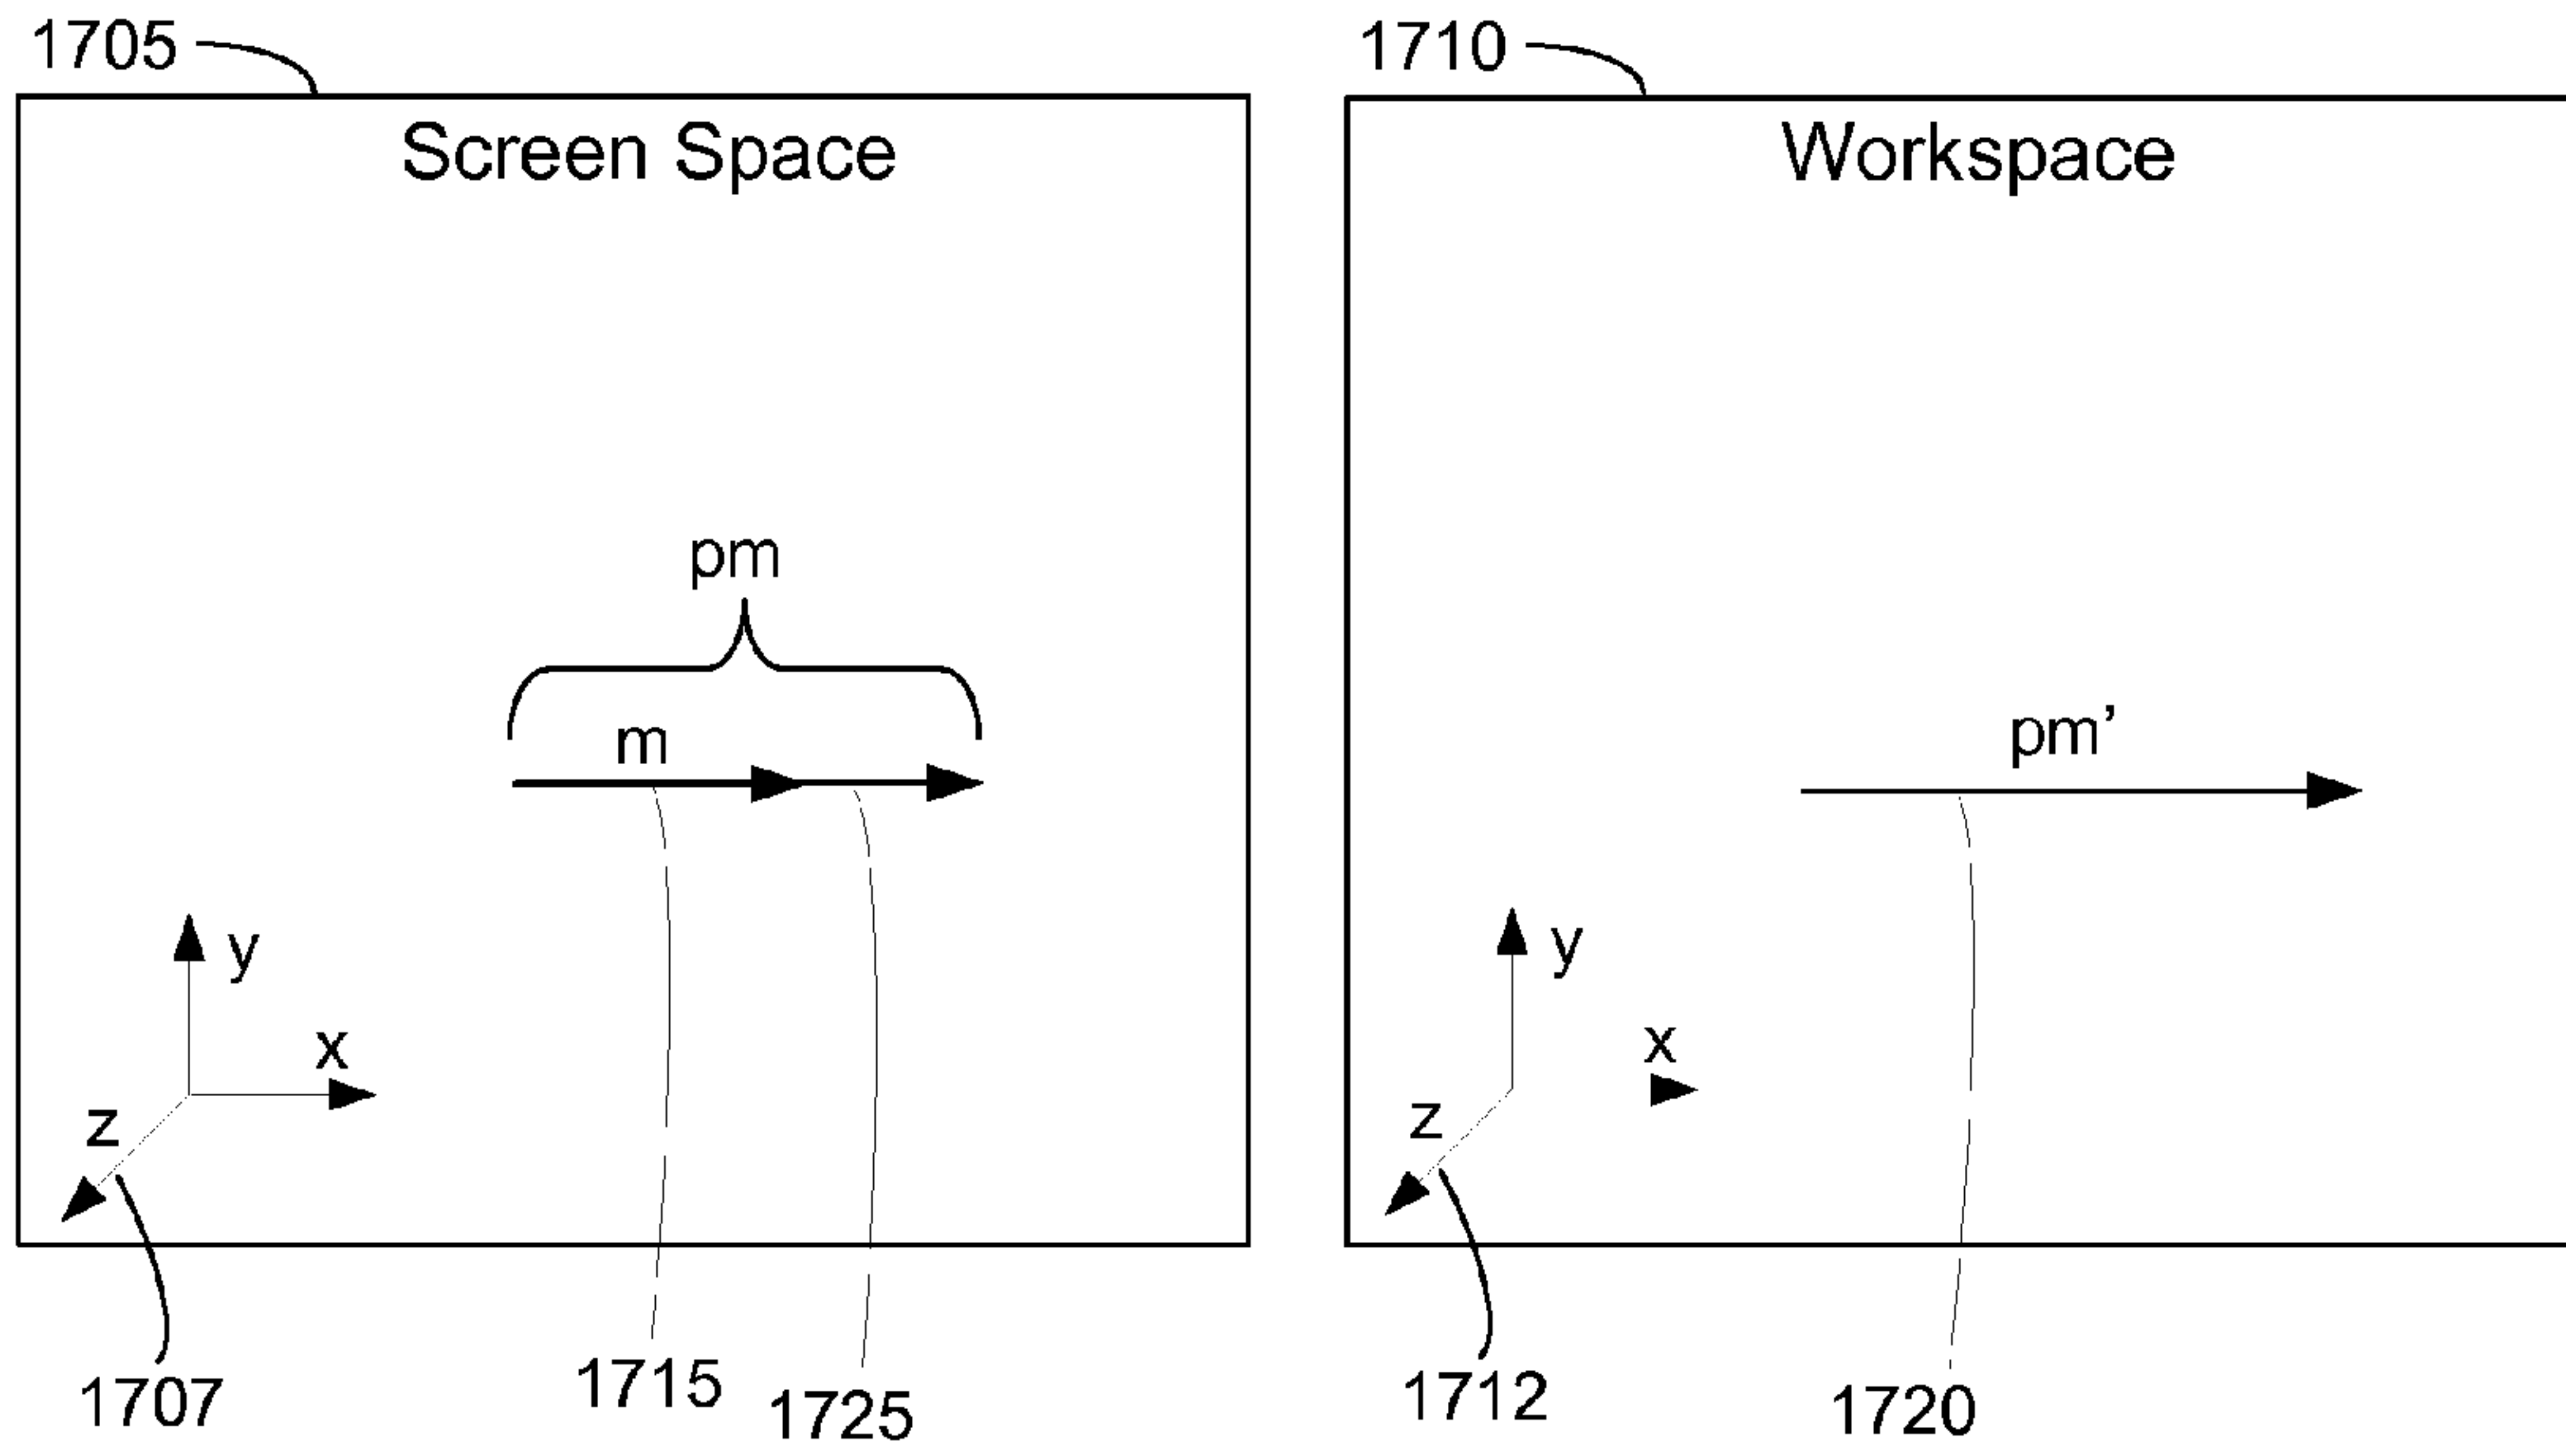 1705
1710
Screen Space
Workspace
pm
m
pm’
y
x
z
y
x
z
1707
1715
1725
1712
1720